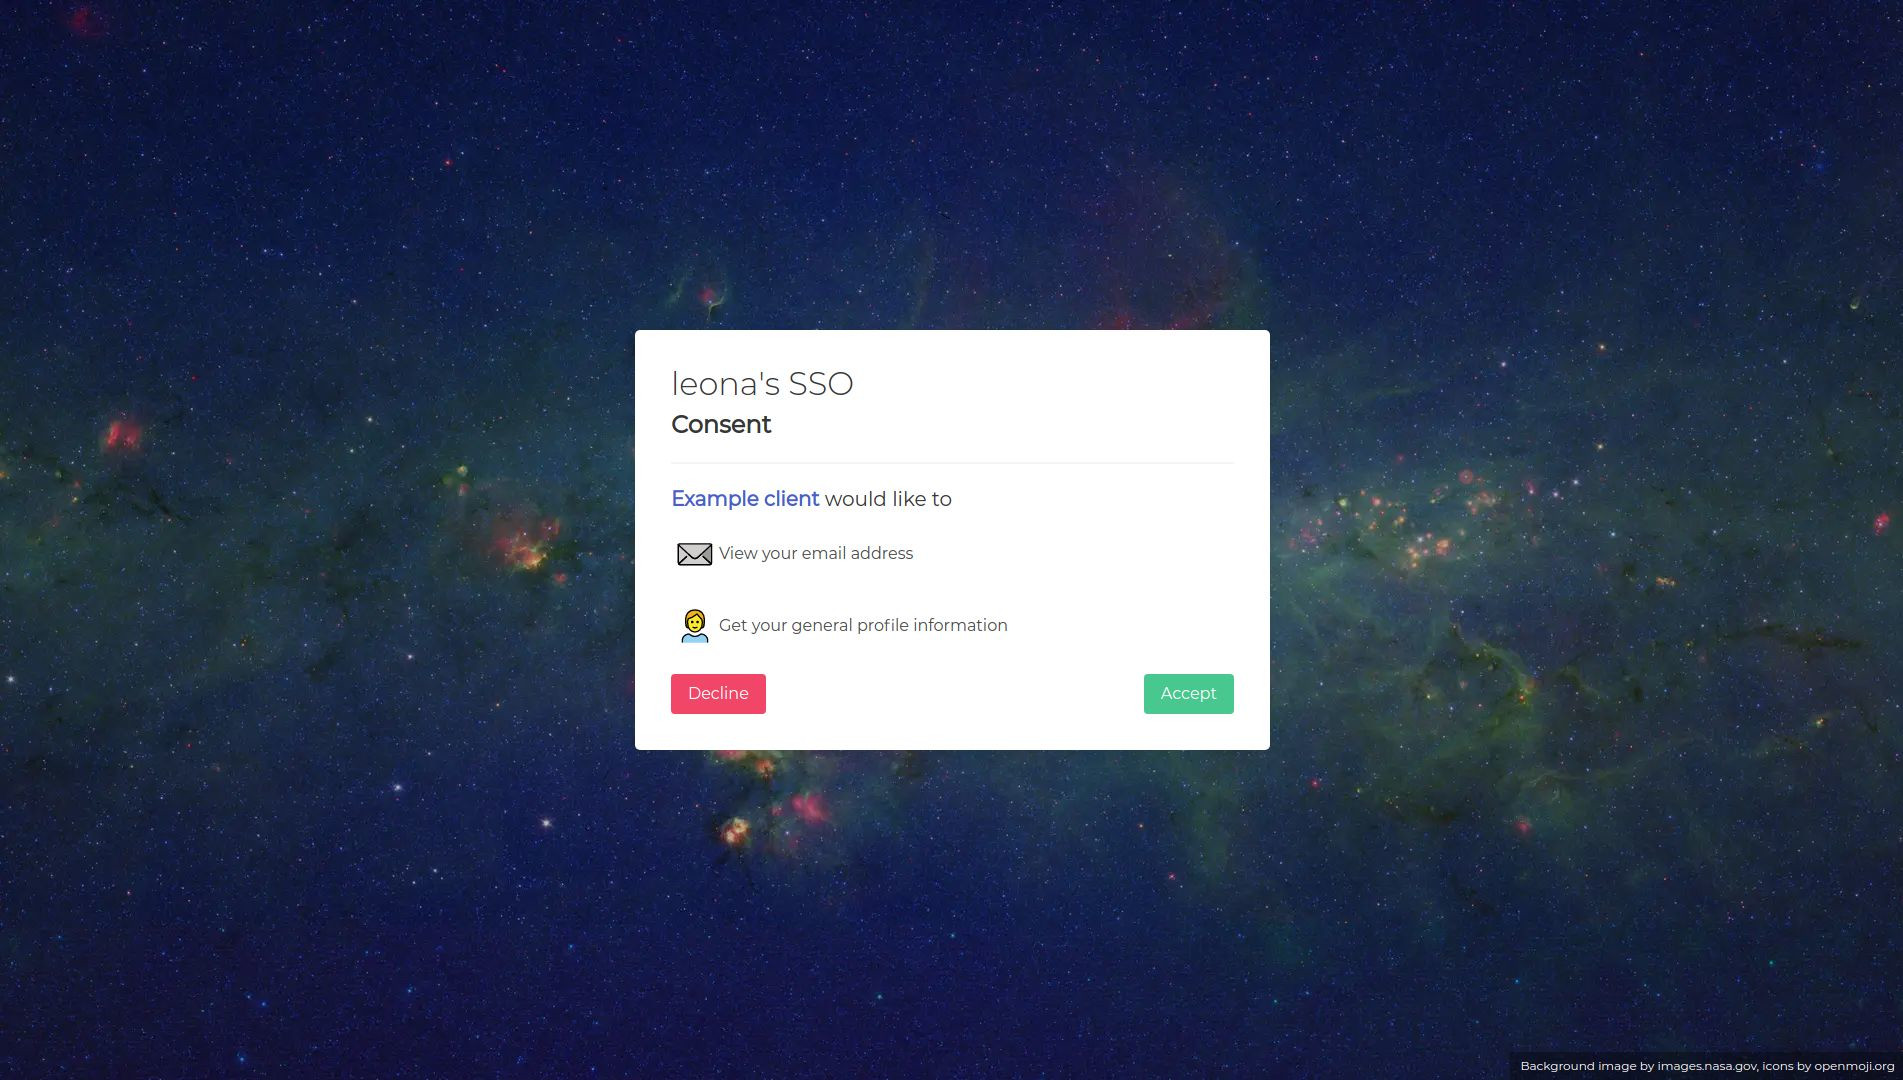 leona's SSO
Consent
Example client would like to
View your email address
Get your general profile information
Decline
Accept
Background image by images.nasa.gov, icons by openmoji.org